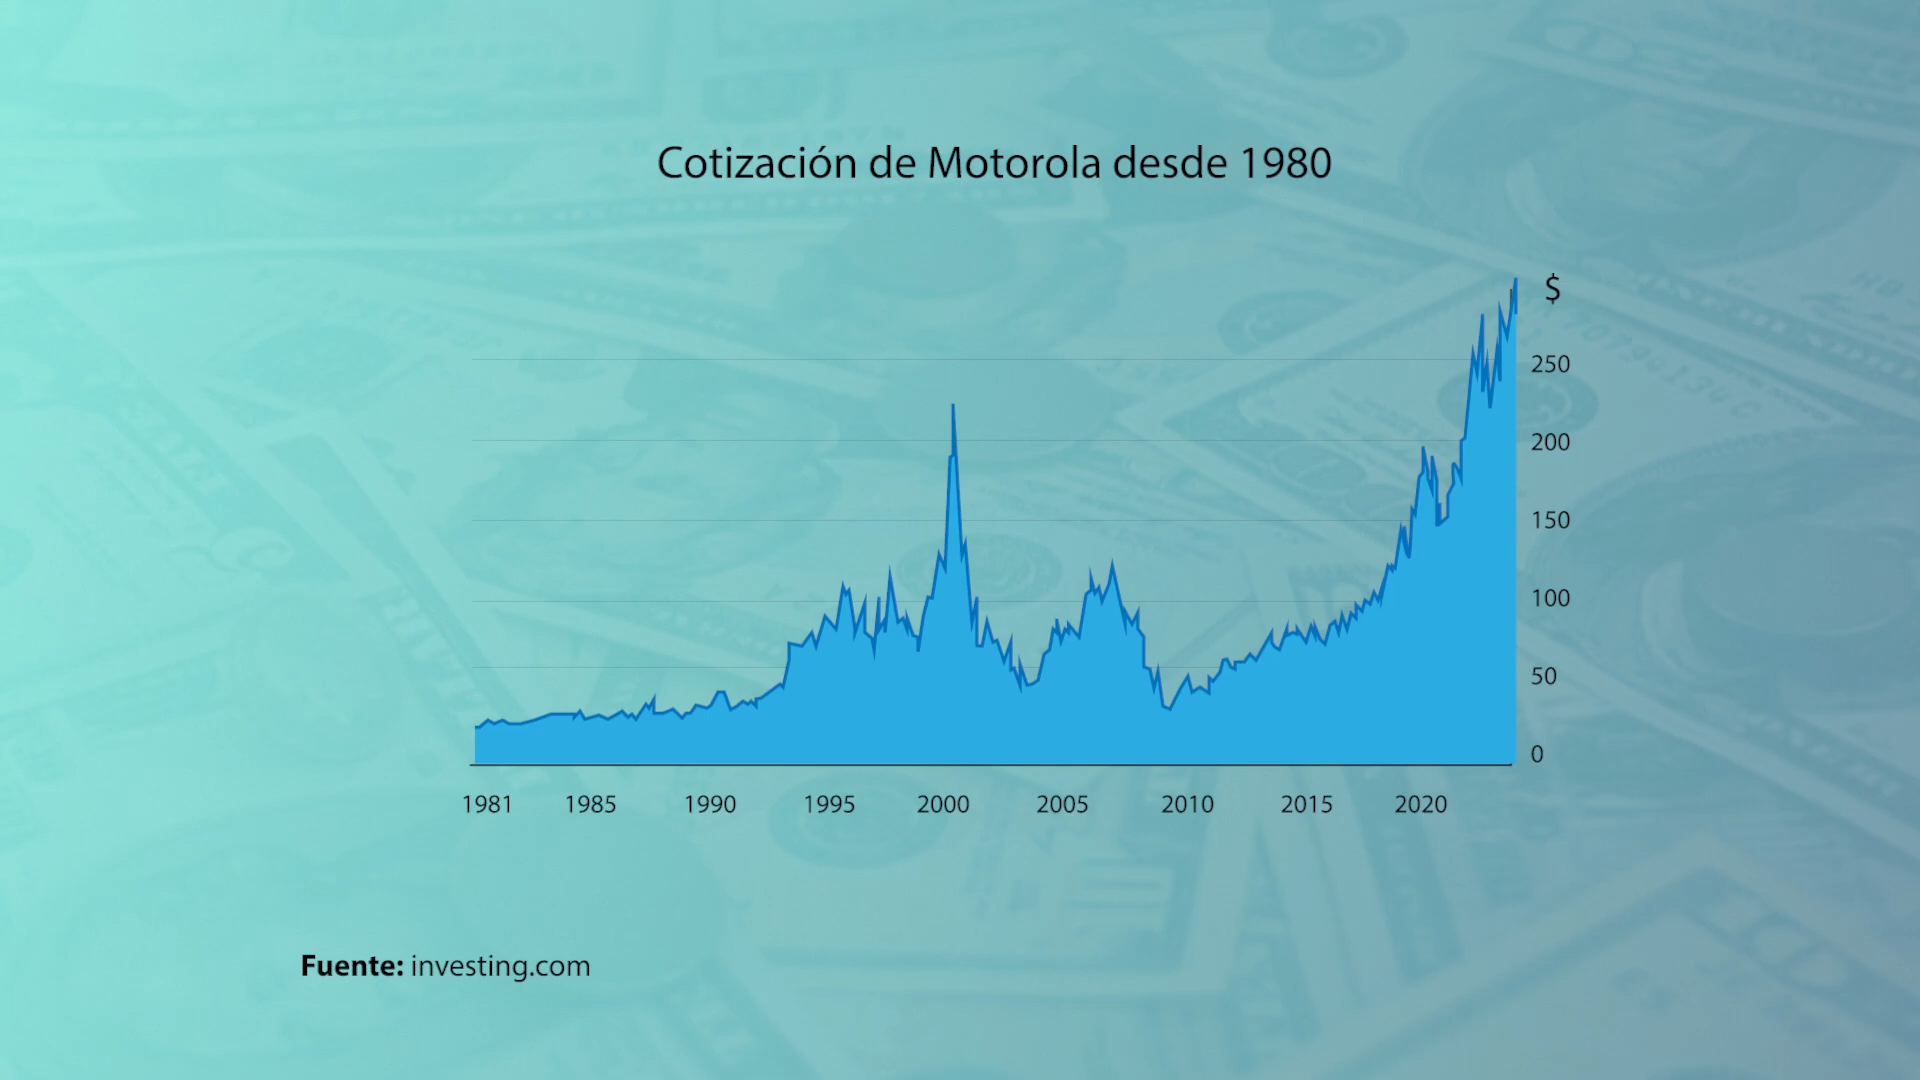 Cotización de Motorola desde 1980
$
250
200
150
100
50
0
1981 1985 1990 1995 2000 2005 2010 2015 2020
Fuente: investing.com